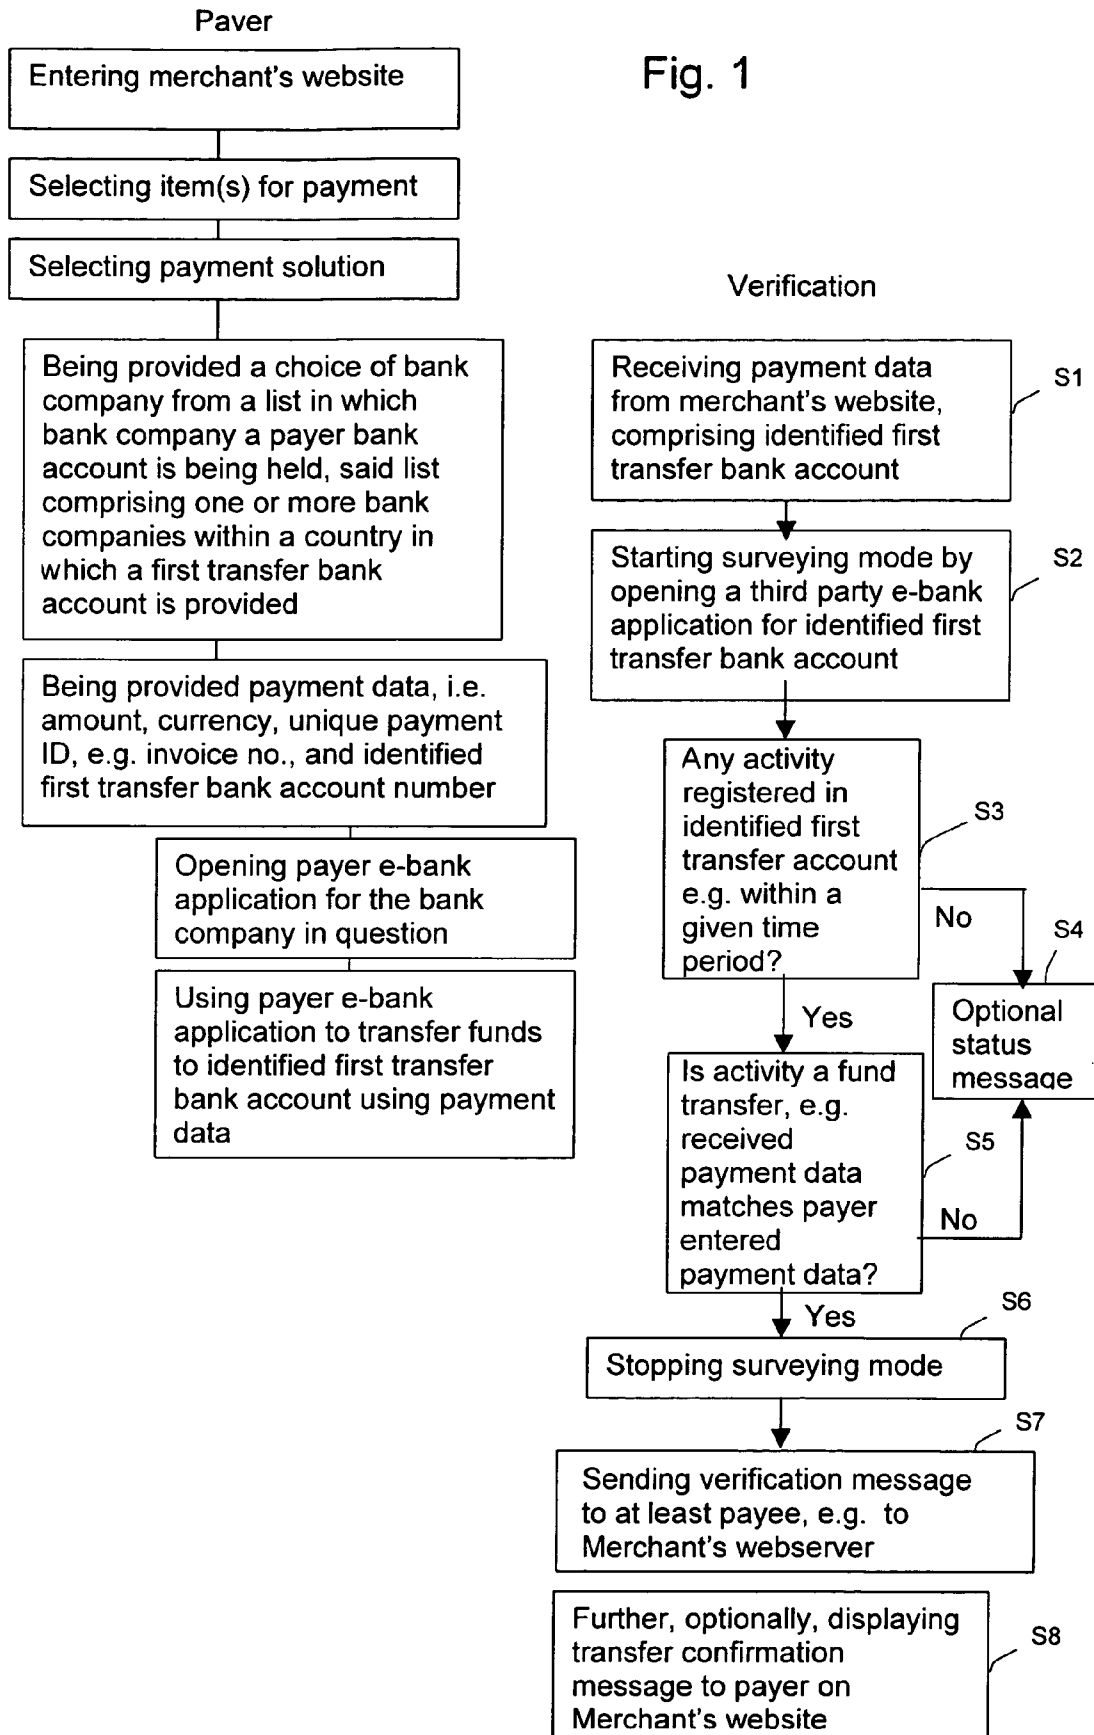 Paver
Fig. 1
Entering merchant's website
Selecting item(s) for payment
Selecting payment solution
Being provided a choice of bank
company from a list in which
bank company a payer bank
account is being held, said list
comprising one or more bank
companies within a country in
which a first transfer bank
account is provided
Being provided payment data, i.e.
amount, currency, unique payment
ID, e.g. invoice no., and identified
first transfer bank account number
Opening payer e-bank
application for the bank
company in question
Using payer e-bank
application to transfer funds
to identified first transfer
bank account using payment
data
Verification
Receiving payment data
from merchant's website,
comprising identified first
transfer bank account
S1
Starting surveying mode by
opening a third party e-bank
application for identified first
transfer bank account
S2
Any activity
registered in
identified first
transfer account
e.g. within a
given time
period?
S3
No
S4
Optional
status
message
Yes
Is activity a fund
transfer, e.g.
received
payment data
matches payer
entered
payment data?
S5
No
Yes
S6
Stopping surveying mode
S7
Sending verification message
to at least payee, e.g. to
Merchant's webserver
Further, optionally, displaying
transfer confirmation
message to payer on
Merchant's website
S8